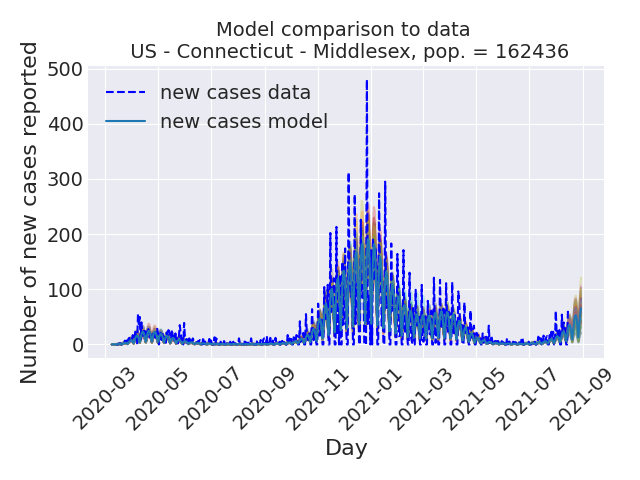 Model comparison to data
US - Connecticut - Middlesex, pop. = 162436
Number of new cases reported
500
400
300
200
100
0
new cases data
new cases model
2020-03
2020-05
2020-07
2020-09
2020-11
2021-01
2021-03
2021-05
2021-07
2021-09
Day